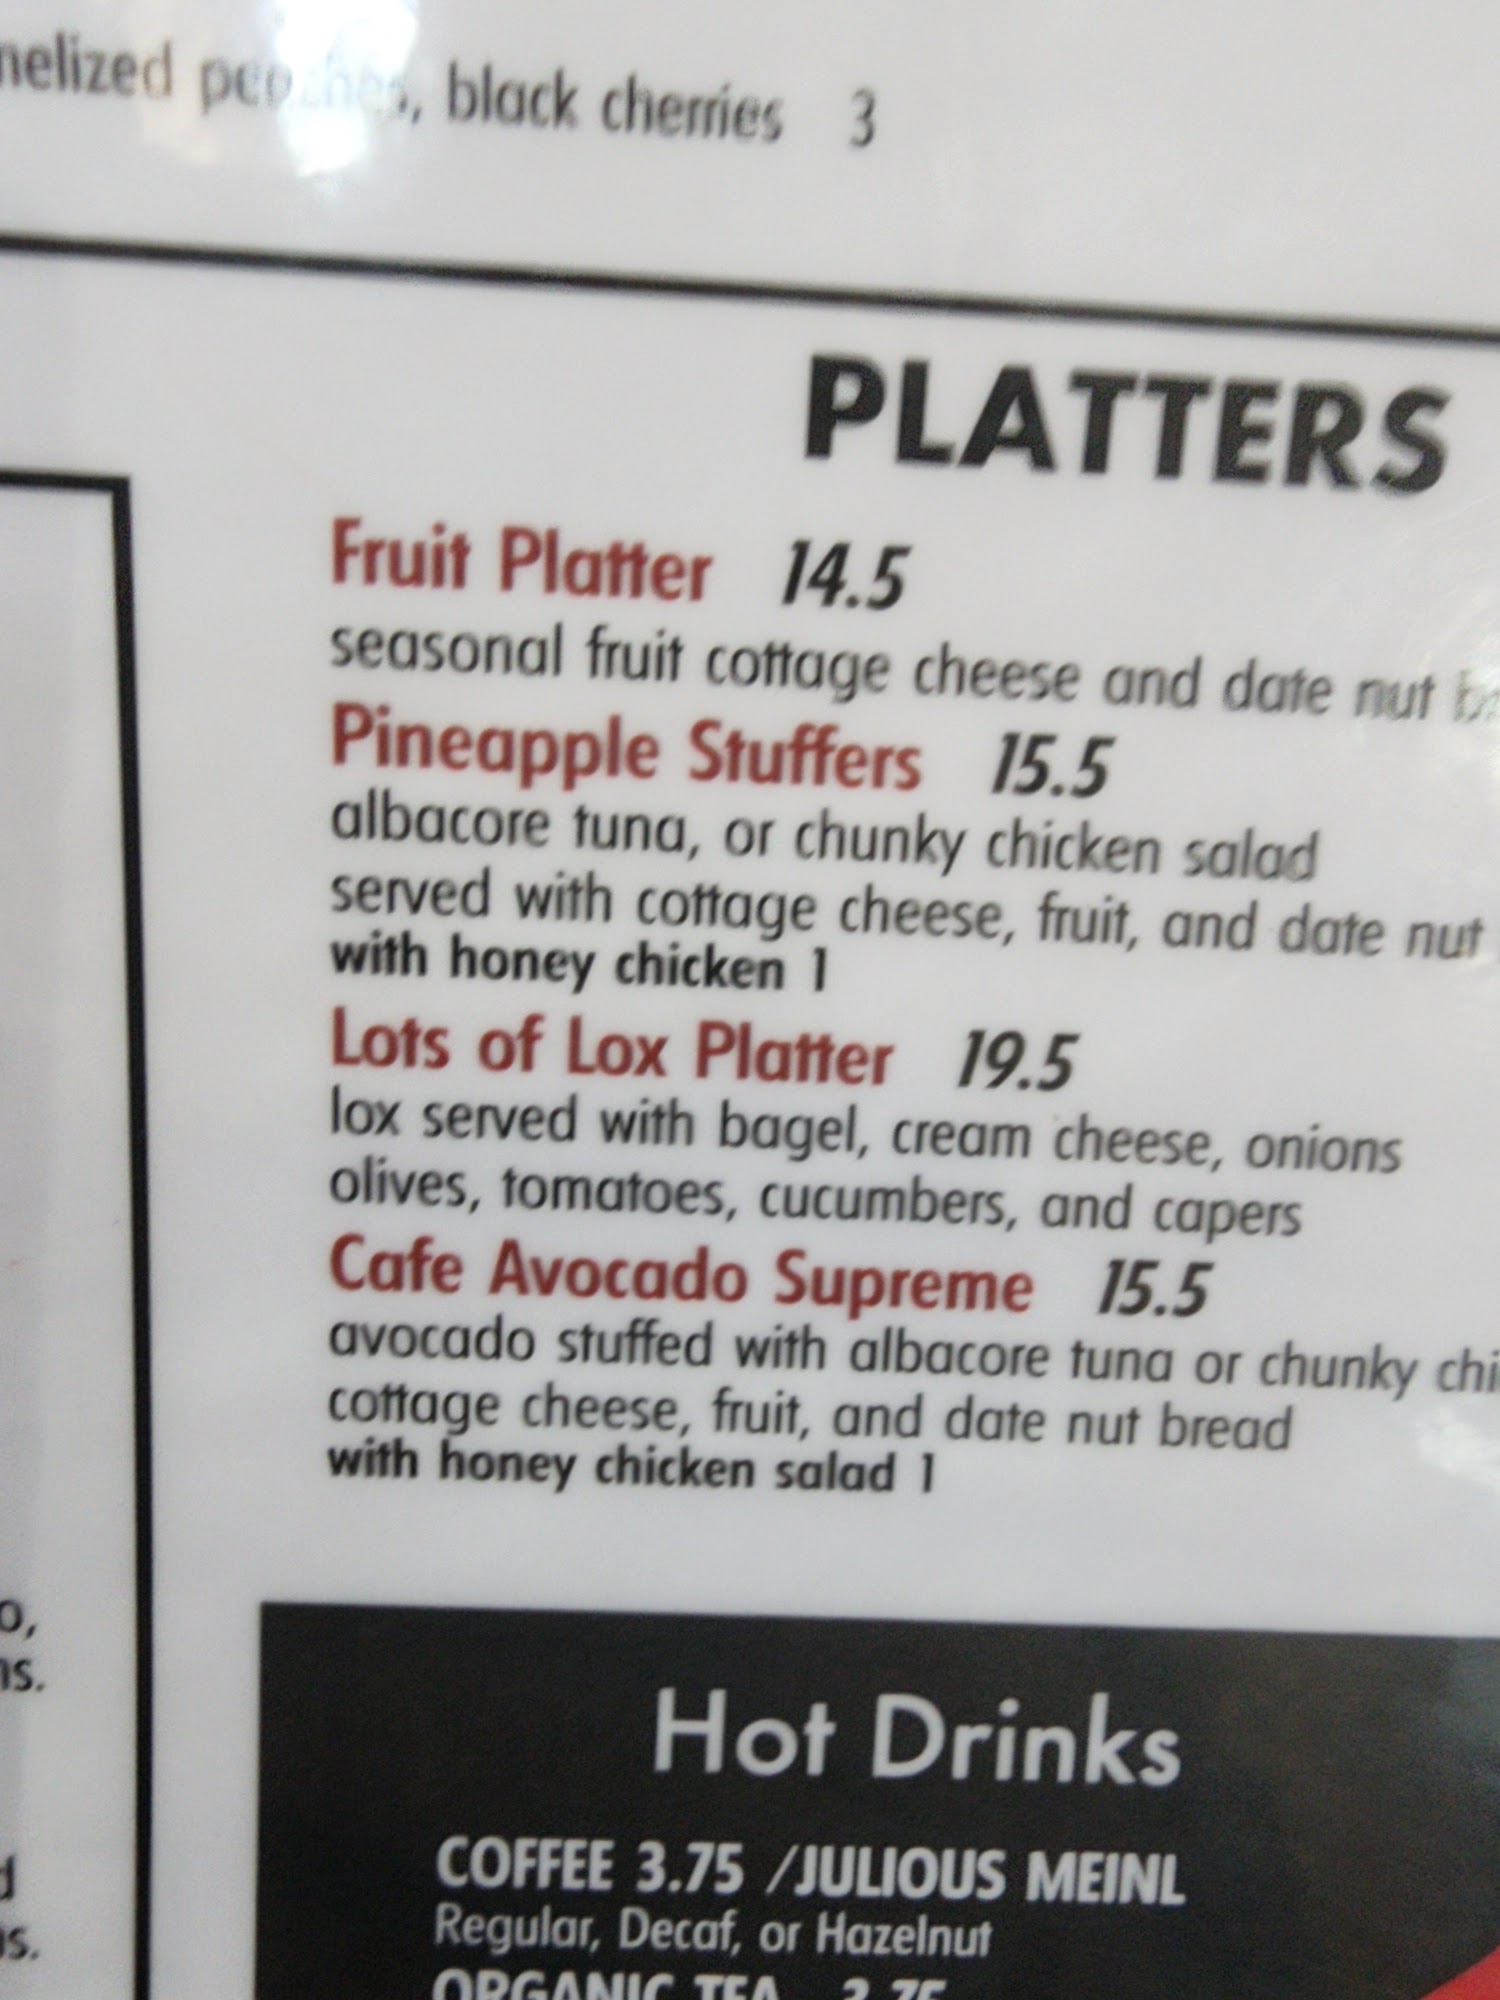 black cherries 3
PLATTERS
Fruit Platter 14.5
seasonal fruit cottage cheese and date nut
Pineapple Stuffers 15.5
albacore tuna, or chunky chicken salad
served with cottage cheese, fruit, and date nut
with honey chicken 1
Lots of Lox Platter 19.5
lox served with bagel, cream cheese, onions
olives, tomatoes, cucumbers, and capers
Cafe Avocado Supreme 15.5
avocado stuffed with albacore tuna or chunky
cottage cheese, fruit, and date nut bread
with honey chicken salad 1
Hot Drinks
COFFEE 3.75 /JULIOUS MEINL
Regular, Decaf, or Hazelnut
ORGANIC TEA 3.75